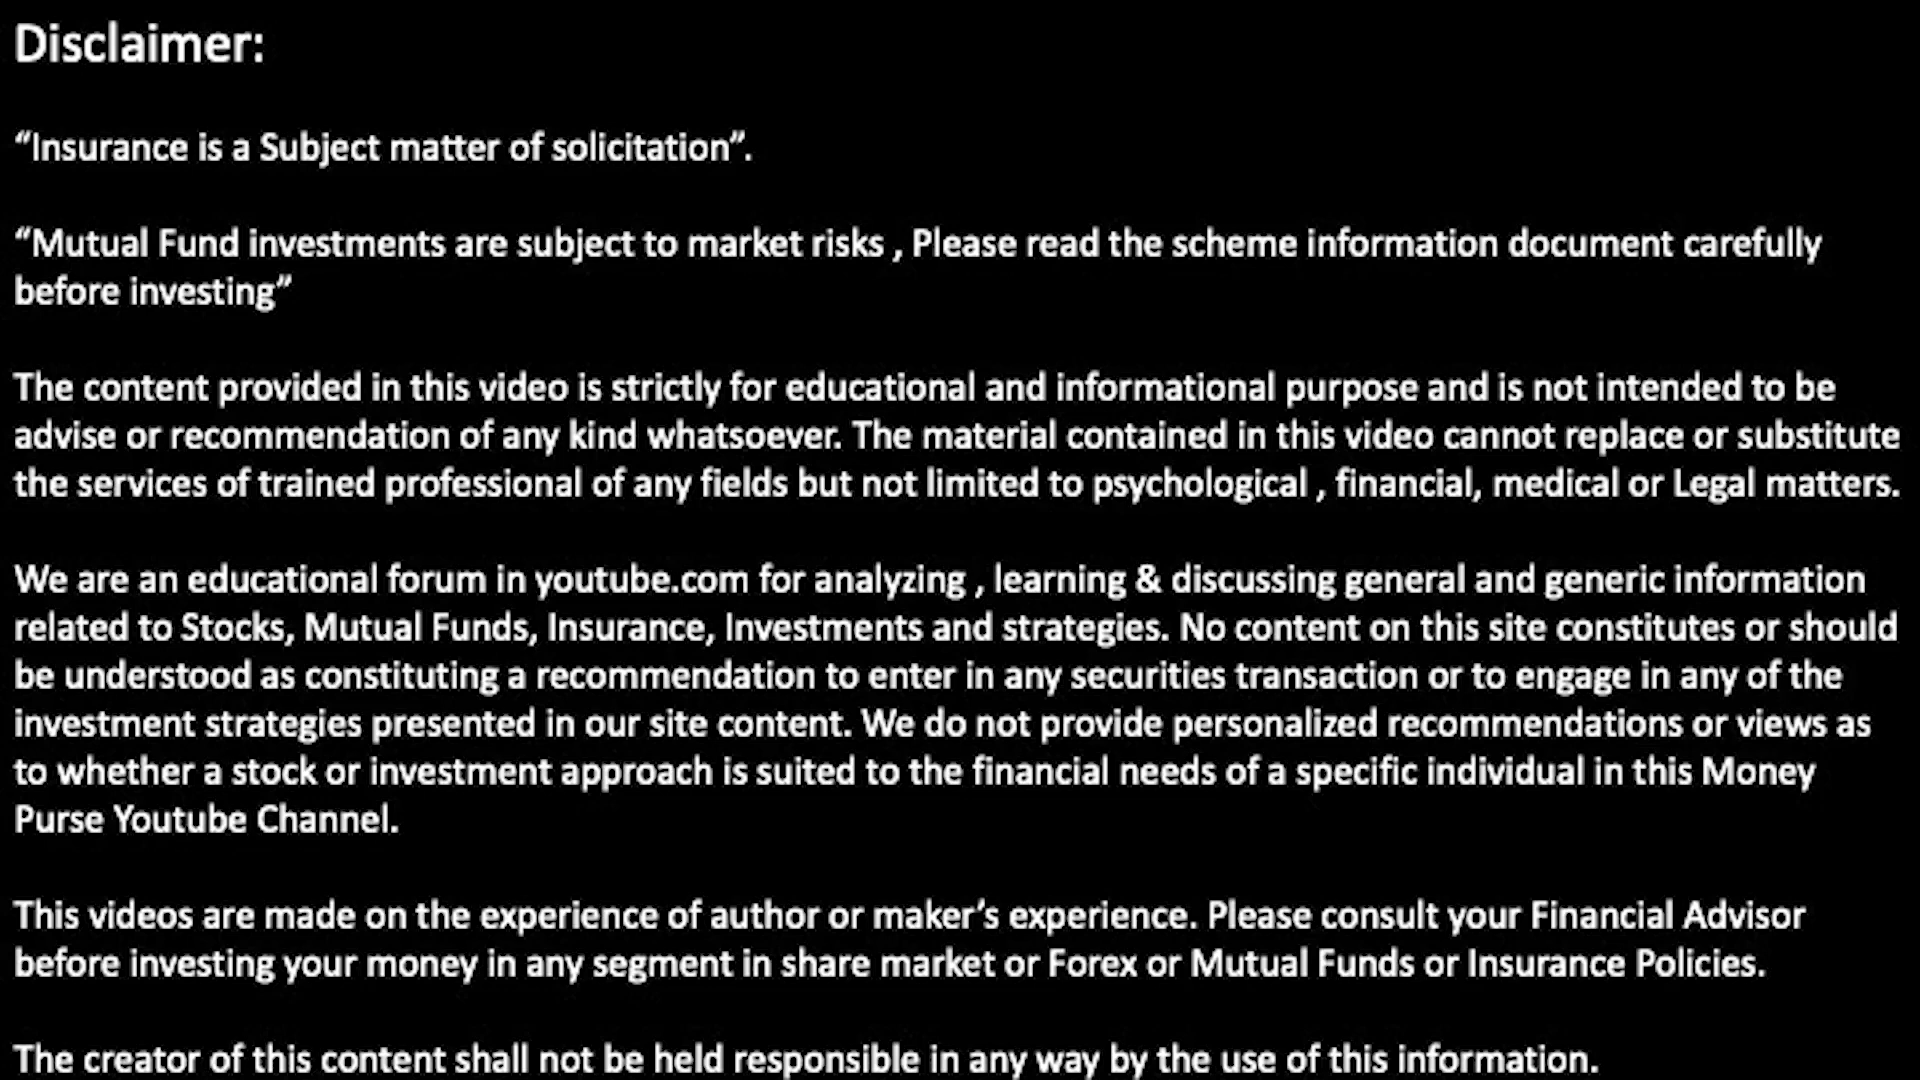 Disclaimer:
“Insurance is a Subject matter of solicitation”.
“Mutual Fund investments are subject to market risks , Please read the scheme information document carefully
before investing”
The content provided in this video is strictly for educational and informational purpose and is not intended to be
advise or recommendation of any kind whatsoever. The material contained in this video cannot replace or substitute
the services of trained professional of any fields but not limited to psychological , financial, medical or Legal matters.
We are an educational forum in youtube.com for analyzing , learning & discussing general and generic information
related to Stocks, Mutual Funds, Insurance, Investments and strategies. No content on this site constitutes or should
be understood as constituting a recommendation to enter in any securities transaction or to engage in any of the
investment strategies presented in our site content. We do not provide personalized recommendations or views as
to whether a stock or investment approach is suited to the financial needs of a specific individual in this Money
Purse Youtube Channel.
This videos are made on the experience of author or maker’s experience. Please consult your Financial Advisor
before investing your money in any segment in share market or Forex or Mutual Funds or Insurance Policies.
The creator of this content shall not be held responsible in any way by the use of this information.